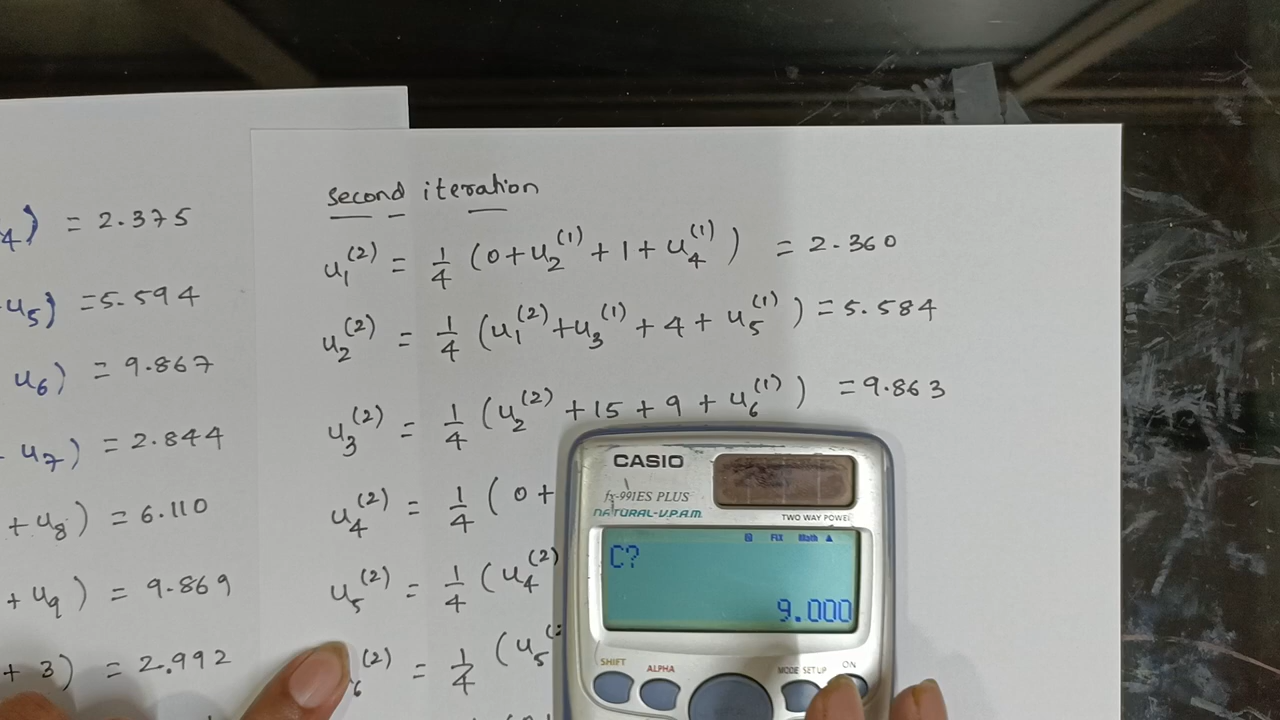 4) = 2.375
u5) = 5.594
u6) = 9.867
- u7) = 2.844
+ u8) = 6.110
+ u9) = 9.869
+ 3) = 2.992
second iteration
u1^(2) = 1/4 (0+u2^(1) + 1 + u4^(1)) = 2.360
u2^(2) = 1/4 (u1^(2) + u3^(1) + 4 + u5^(1)) = 5.584
u3^(2) = 1/4 (u2^(2) + 15 + 9 + u6^(1)) = 9.863
u4^(2) = 1/4 (0 +
u5^(2) = 1/4 (u4^(2)
6^(2) = 1/4 (u5
CASIO
fx-991ES PLUS
NATURAL-V.P.A.M.
TWO WAY POWER
D FIX Math ▲
C?
9.000
SHIFT ALPHA MODE SETUP ON